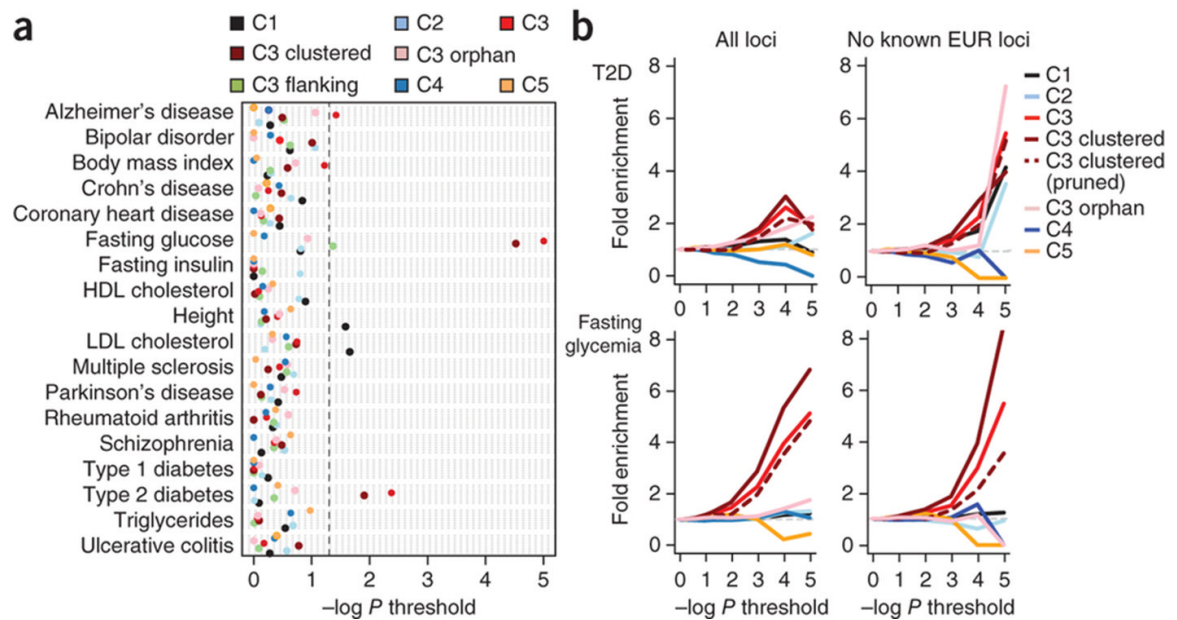 a
C1 C2 C3
C3 clustered C3 orphan
C3 flanking C4 C5
Alzheimer's disease
Bipolar disorder
Body mass index
Crohn's disease
Coronary heart disease
Fasting glucose
Fasting insulin
HDL cholesterol
Height
LDL cholesterol
Multiple sclerosis
Parkinson's disease
Rheumatoid arthritis
Schizophrenia
Type 1 diabetes
Type 2 diabetes
Triglycerides
Ulcerative colitis
0 1 2 3 4 5
–log P threshold
b
All loci No known EUR loci
T2D
Fold enrichment
8
6
4
2
0
0 1 2 3 4 5
8
6
4
2
0
0 1 2 3 4 5
C1
C2
C3
C3 clustered
C3 clustered
(pruned)
C3 orphan
C4
C5
Fasting
glycemia
Fold enrichment
8
6
4
2
0
0 1 2 3 4 5
–log P threshold
8
6
4
2
0
0 1 2 3 4 5
–log P threshold